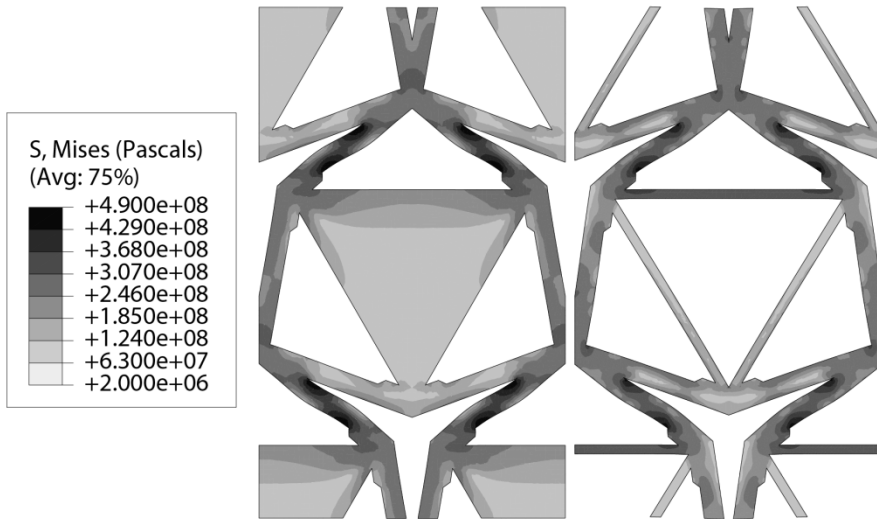 S, Mises (Pascals)
(Avg: 75%)
+4.900e+08
+4.290e+08
+3.680e+08
+3.070e+08
+2.460e+08
+1.850e+08
+1.240e+08
+6.300e+07
+2.000e+06